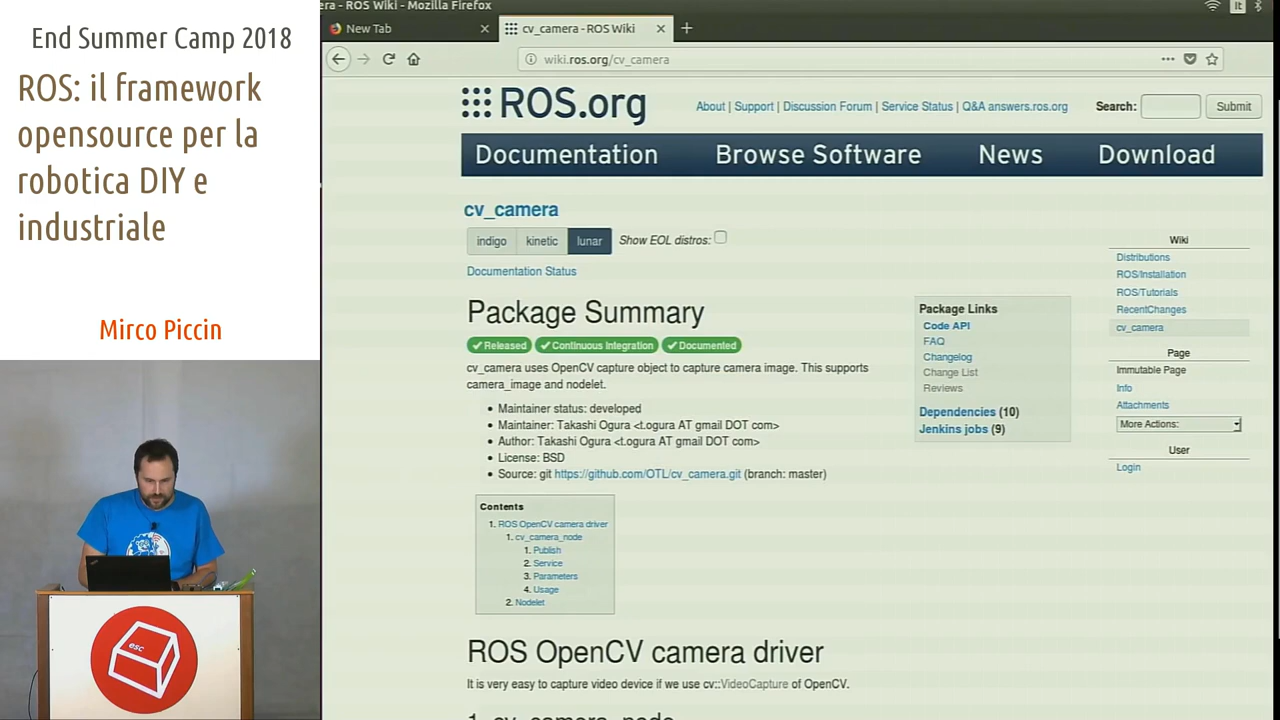 End Summer Camp 2018
ROS: il framework
opensource per la
robotica DIY e
industriale
Mirco Piccin
esc
era - ROS Wiki - Mozilla Firefox
It
New Tab
cv_camera - ROS Wiki
wiki.ros.org/cv_camera
ROS.org
About | Support | Discussion Forum | Service Status | Q&A answers.ros.org
Search:
Submit
Documentation
Browse Software
News
Download
cv_camera
indigo
kinetic
lunar
Show EOL distros:
Documentation Status
Package Summary
Released
Continuous Integration
Documented
cv_camera uses OpenCV capture object to capture camera image. This supports
camera_image and nodelet.
• Maintainer status: developed
• Maintainer: Takashi Ogura <t.ogura AT gmail DOT com>
• Author: Takashi Ogura <t.ogura AT gmail DOT com>
• License: BSD
• Source: git https://github.com/OTL/cv_camera.git (branch: master)
Contents
1. ROS OpenCV camera driver
1. cv_camera_node
1. Publish
2. Service
3. Parameters
4. Usage
2. Nodelet
ROS OpenCV camera driver
It is very easy to capture video device if we use cv::VideoCapture of OpenCV.
1. cv_camera_node
Package Links
Code API
FAQ
Changelog
Change List
Reviews
Dependencies (10)
Jenkins jobs (9)
Wiki
Distributions
ROS/Installation
ROS/Tutorials
RecentChanges
cv_camera
Page
Immutable Page
Info
Attachments
More Actions:
User
Login